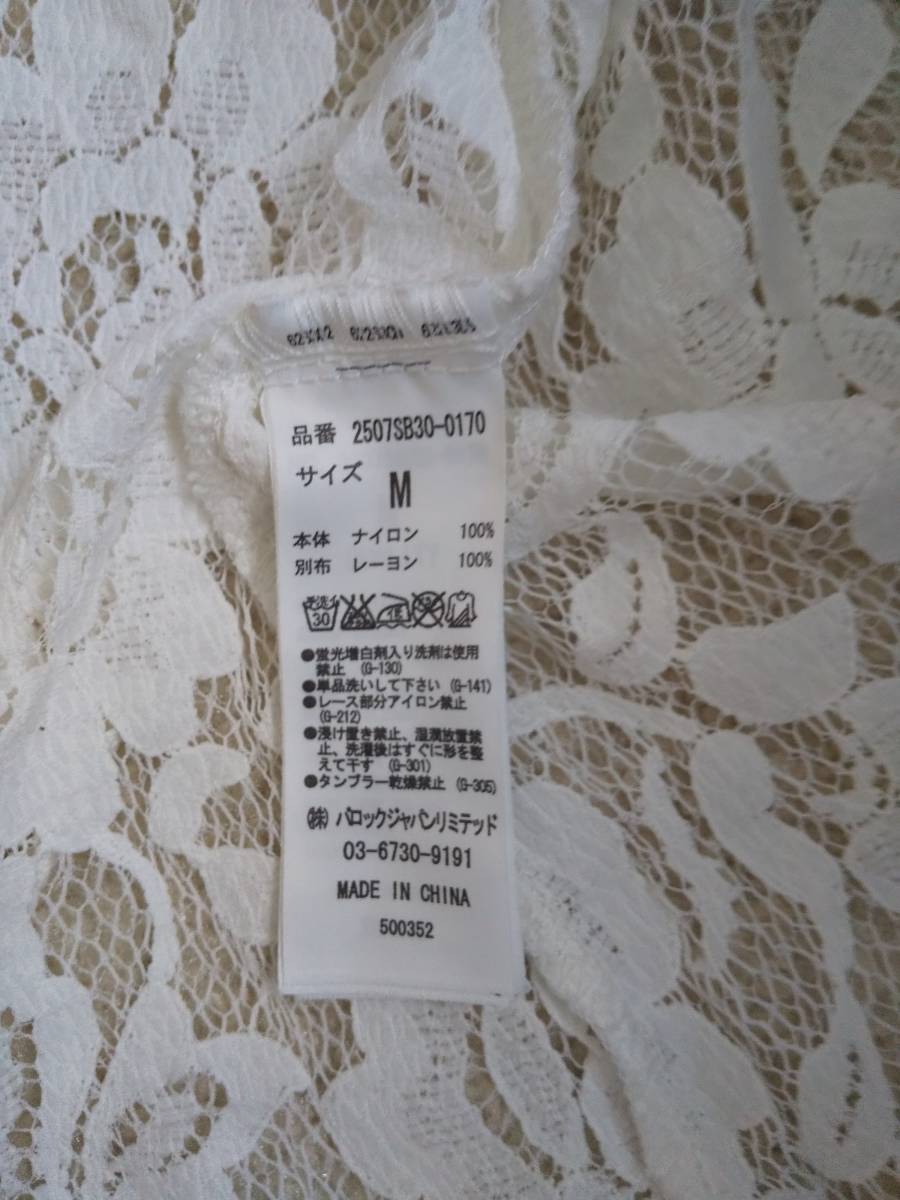 品番 2507SB30-0170
サイズ M
本体 ナイロン 100%
別布 レーヨン 100%
手洗イ
30
●蛍光増白剤入り洗剤は使用
禁止 (G-130)
●単品洗いして下さい (G-141)
●レース部分アイロン禁止
(G-212)
●浸け置き禁止、湿潤放置禁
止、洗濯後はすぐに形を整
えて干す (G-301)
●タンブラー乾燥禁止 (G-305)
㈱ バロックジャパンリミテッド
03-6730-9191
MADE IN CHINA
500352